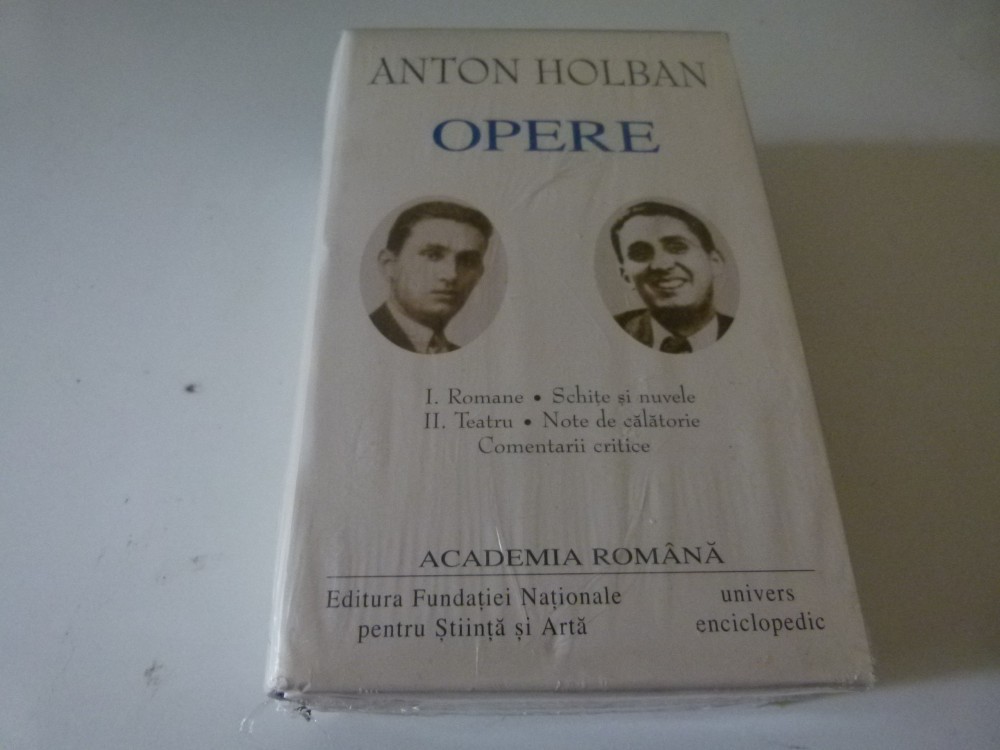 ANTON HOLBAN
OPERE
I. Romane • Schițe și nuvele
II. Teatru • Note de călătorie
Comentarii critice
ACADEMIA ROMÂNĂ
Editura Fundației Naționale
pentru Știință și Artă
univers
enciclopedic